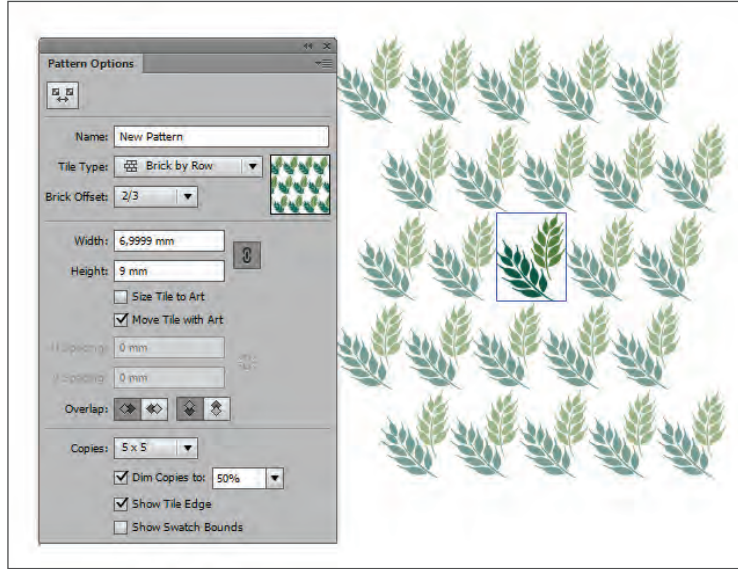 Pattern Options
Name: New Pattern
Tile Type: Brick by Row
Brick Offset: 2/3
Width: 6,9999 mm
Height: 9 mm
Size Tile to Art
Move Tile with Art
H Spacing: 0 mm
V Spacing: 0 mm
Overlap:
Copies: 5 x 5
Dim Copies to: 50%
Show Tile Edge
Show Swatch Bounds